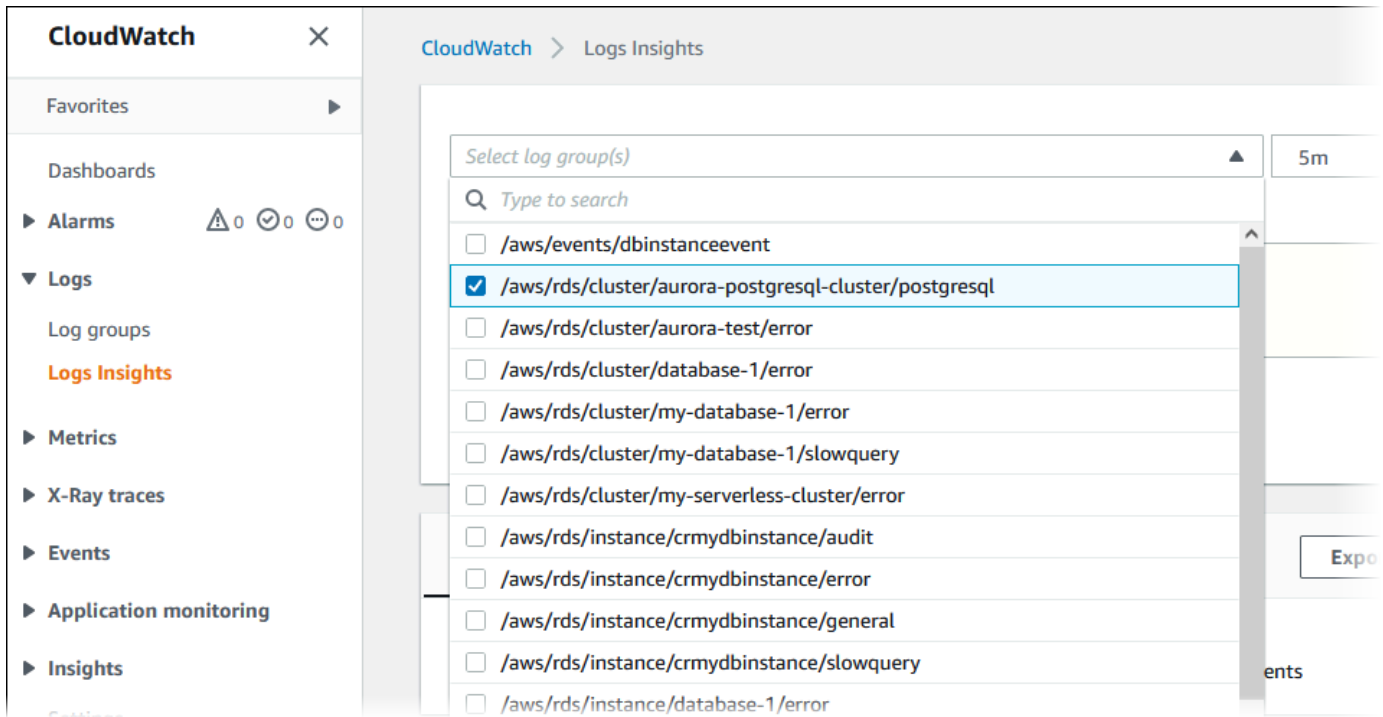 CloudWatch
Favorites
Dashboards
Alarms 0 0 0
Logs
Log groups
Logs Insights
Metrics
X-Ray traces
Events
Application monitoring
Insights
Settings
CloudWatch > Logs Insights
Select log group(s)
5m
Type to search
/aws/events/dbinstanceevent
/aws/rds/cluster/aurora-postgresql-cluster/postgresql
/aws/rds/cluster/aurora-test/error
/aws/rds/cluster/database-1/error
/aws/rds/cluster/my-database-1/error
/aws/rds/cluster/my-database-1/slowquery
/aws/rds/cluster/my-serverless-cluster/error
/aws/rds/instance/crmydbinstance/audit
/aws/rds/instance/crmydbinstance/error
/aws/rds/instance/crmydbinstance/general
/aws/rds/instance/crmydbinstance/slowquery
/aws/rds/instance/database-1/error
Expo
ents